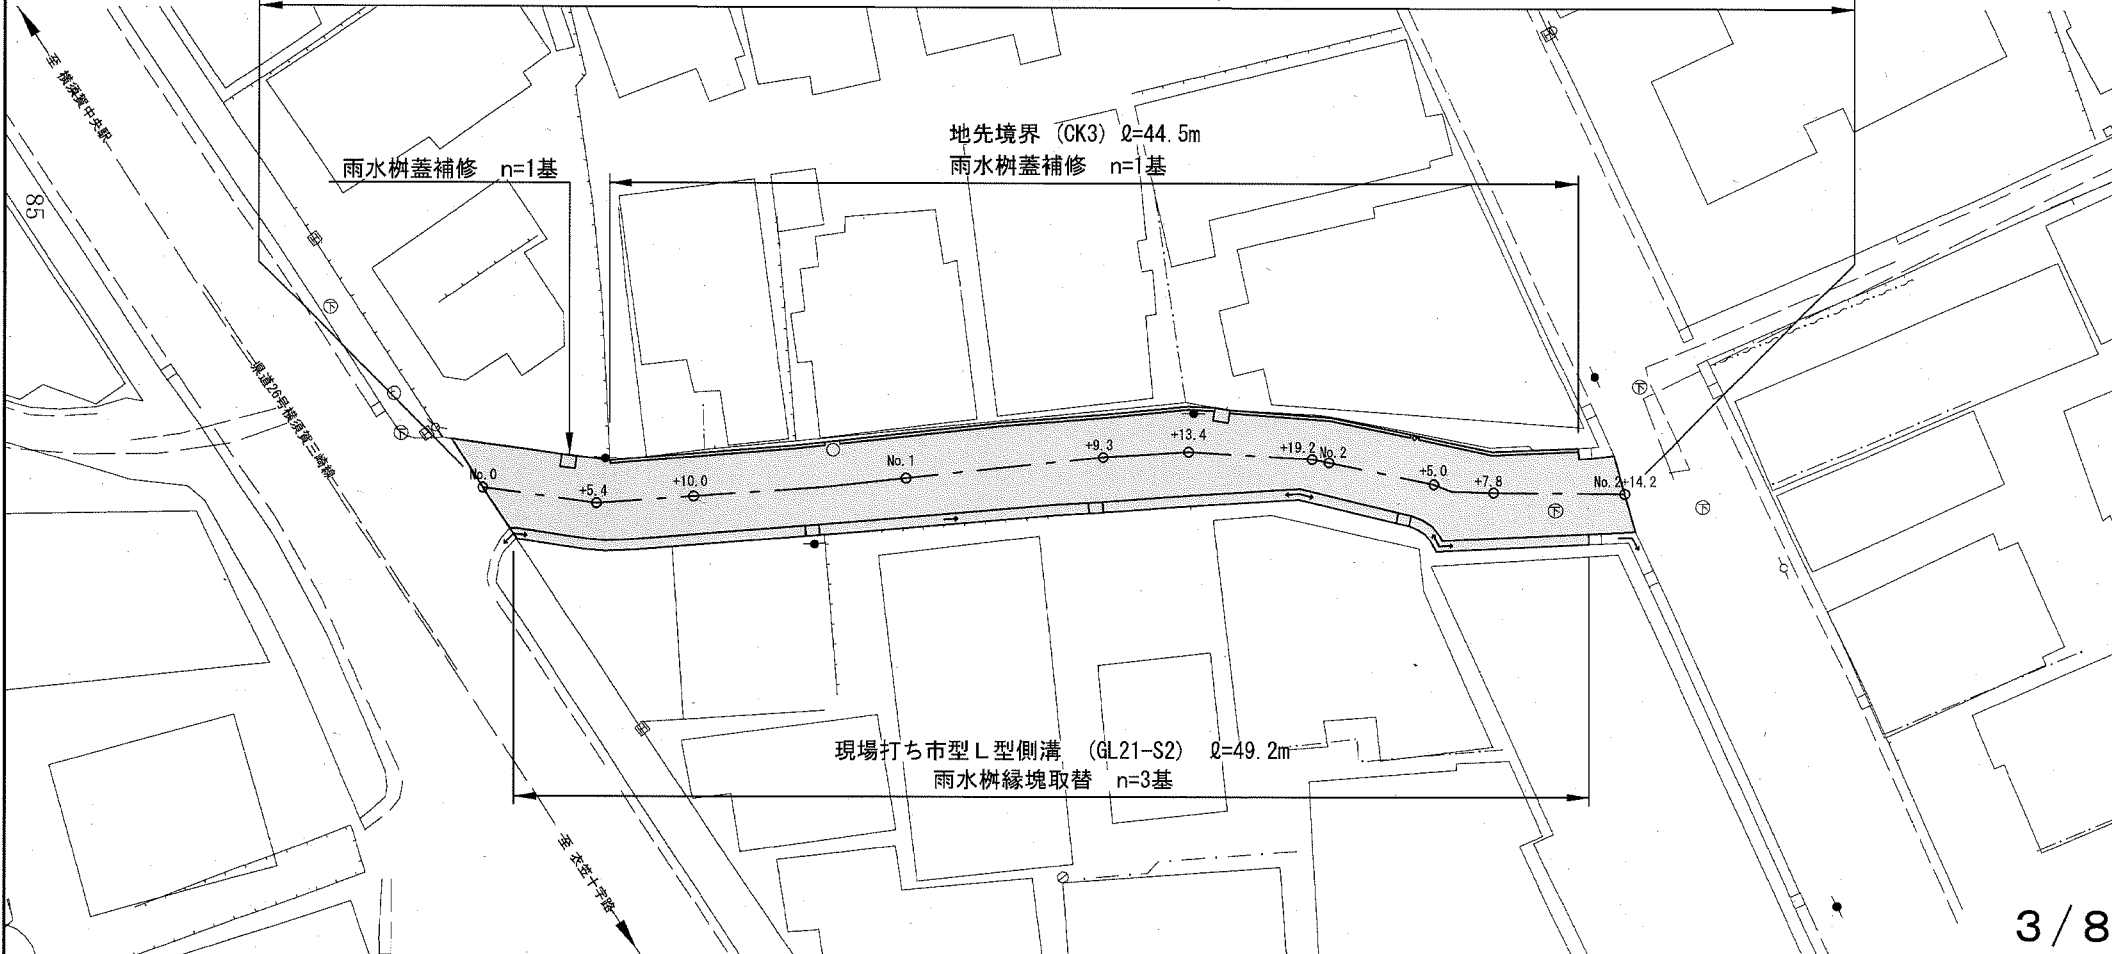 至 横須賀中央駅
85
県道26号横須賀三崎線
地先境界 (CK3) ℓ=44.5m
雨水桝蓋補修 n=1基
雨水桝蓋補修 n=1基
No.0
+5.4
+10.0
No.1
+9.3
+13.4
+19.2
No.2
+5.0
+7.8
No.2+14.2
下
下
下
下
下
現場打ち市型L型側溝 (GL21-S2) ℓ=49.2m
雨水桝縁塊取替 n=3基
至 衣笠十字路
3/8